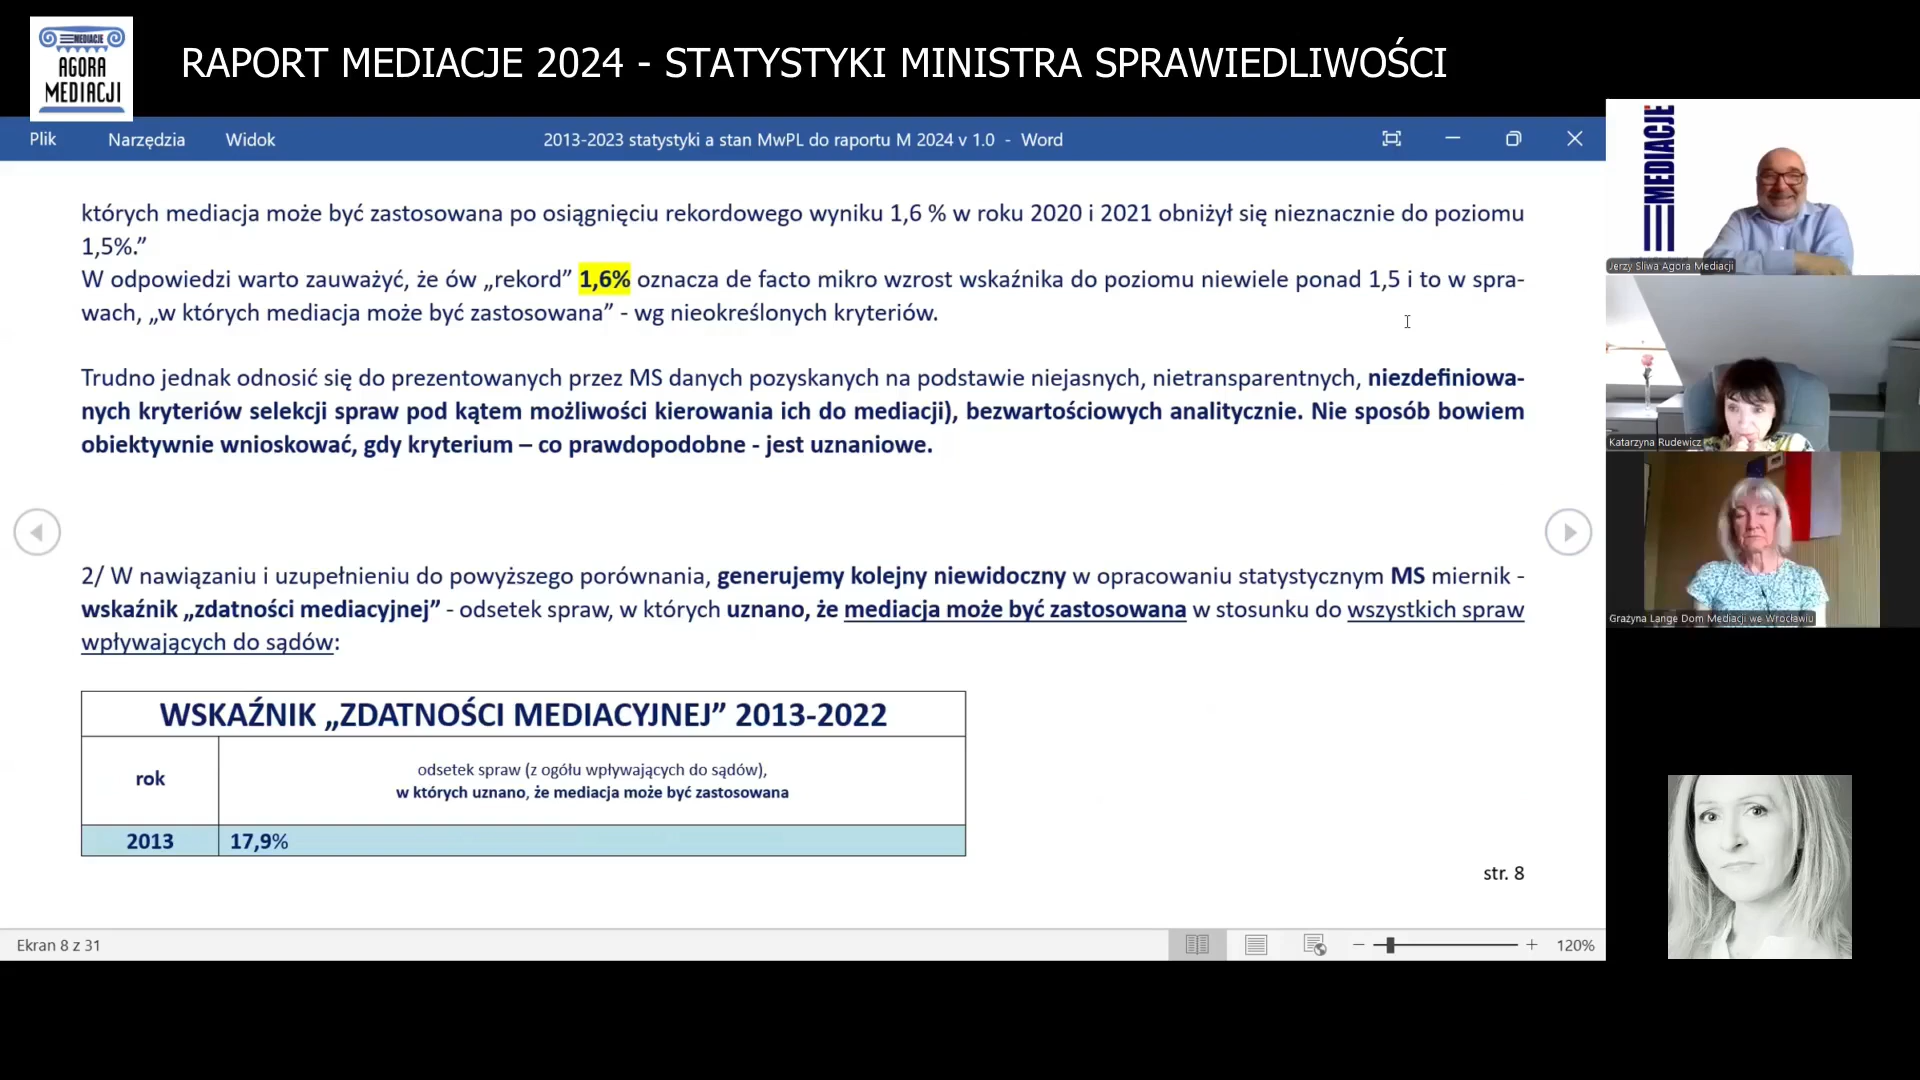 MEDIACJE
AGORA
MEDIACJI
RAPORT MEDIACJE 2024 - STATYSTYKI MINISTRA SPRAWIEDLIWOŚCI
Plik Narzędzia Widok 2013-2023 statystyki a stan MwPL do raportu M 2024 v 1.0 - Word
których mediacja może być zastosowana po osiągnięciu rekordowego wyniku 1,6 % w roku 2020 i 2021 obniżył się nieznacznie do poziomu
1,5%.”
W odpowiedzi warto zauważyć, że ów „rekord” 1,6% oznacza de facto mikro wzrost wskaźnika do poziomu niewiele ponad 1,5 i to w spra-
wach, „w których mediacja może być zastosowana” - wg nieokreślonych kryteriów.
Trudno jednak odnosić się do prezentowanych przez MS danych pozyskanych na podstawie niejasnych, nietransparentnych, niezdefiniowa-
nych kryteriów selekcji spraw pod kątem możliwości kierowania ich do mediacji), bezwartościowych analitycznie. Nie sposób bowiem
obiektywnie wnioskować, gdy kryterium – co prawdopodobne - jest uznaniowe.
2/ W nawiązaniu i uzupełnieniu do powyższego porównania, generujemy kolejny niewidoczny w opracowaniu statystycznym MS miernik -
wskaźnik „zdatności mediacyjnej” - odsetek spraw, w których uznano, że mediacja może być zastosowana w stosunku do wszystkich spraw
wpływających do sądów:
WSKAŹNIK „ZDATNOŚCI MEDIACYJNEJ” 2013-2022
rok
odsetek spraw (z ogółu wpływających do sądów),
w których uznano, że mediacja może być zastosowana
2013 17,9%
str. 8
Ekran 8 z 31
120%
MEDIACJE
Jerzy Śliwa Agora Mediacji
Katarzyna Rudewicz
Grażyna Lange Dom Mediacji we Wrocławiu